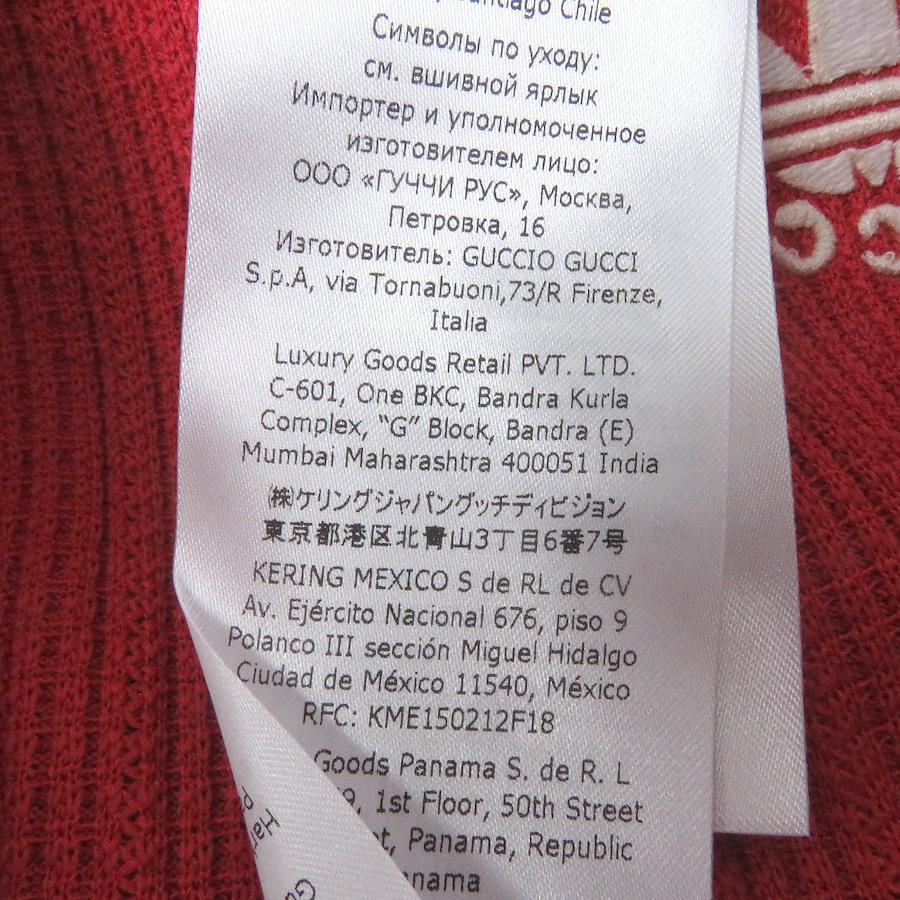 Santiago Chile
Символы по уходу:
см. вшивной ярлык
Импортер и уполномоченное
изготовителем лицо:
ООО «ГУЧЧИ РУС», Москва,
Петровка, 16
Изготовитель: GUCCIO GUCCI
S.p.A, via Tornabuoni,73/R Firenze,
Italia
Luxury Goods Retail PVT. LTD.
C-601, One BKC, Bandra Kurla
Complex, “G” Block, Bandra (E)
Mumbai Maharashtra 400051 India
㈱ケリングジャパングッチディビジョン
東京都港区北青山3丁目6番7号
KERING MEXICO S de RL de CV
Av. Ejército Nacional 676, piso 9
Polanco III sección Miguel Hidalgo
Ciudad de México 11540, México
RFC: KME150212F18
Goods Panama S. de R. L
1st Floor, 50th Street
Panama, Republic